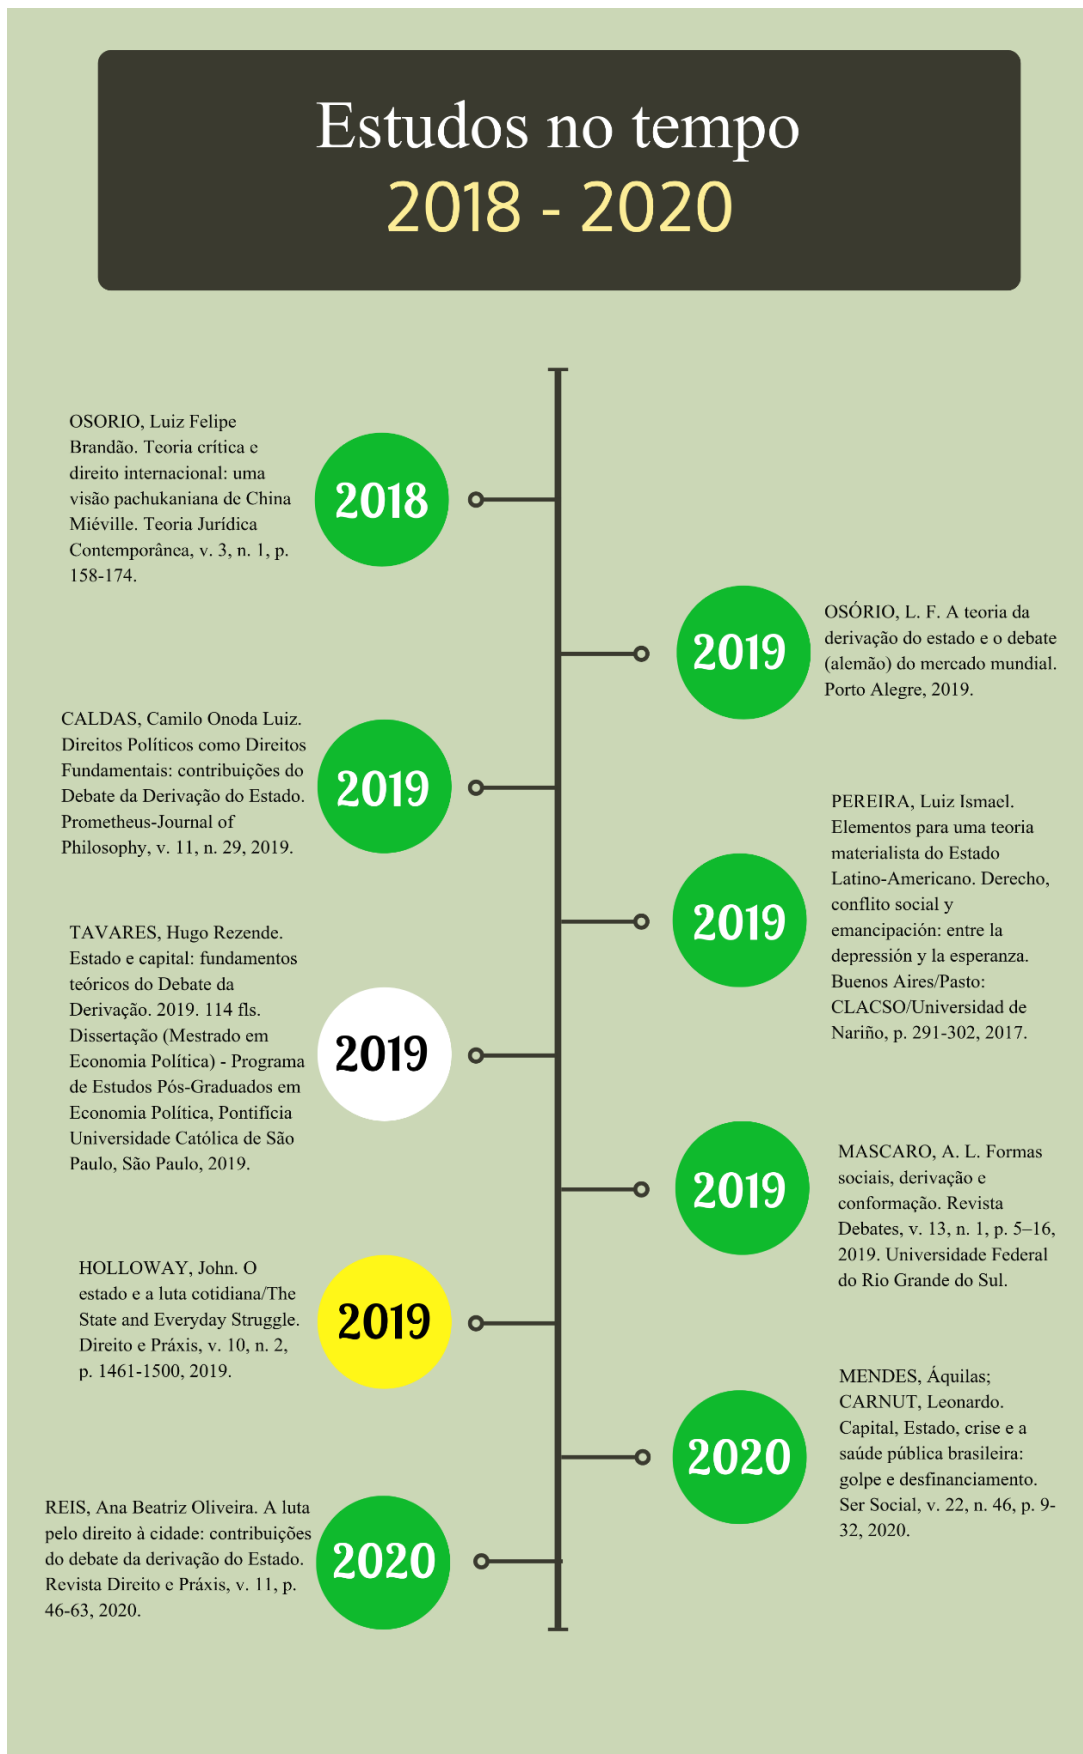 Estudos no tempo
2018 - 2020
OSORIO, Luiz Felipe
Brandão. Teoria crítica e
direito internacional: uma
visão pachukaniana de China
Miéville. Teoria Jurídica
Contemporânea, v. 3, n. 1, p.
158-174.
2018
2019
OSÓRIO, L. F. A teoria da
derivação do estado e o debate
(alemão) do mercado mundial.
Porto Alegre, 2019.
CALDAS, Camilo Onoda Luiz.
Direitos Políticos como Direitos
Fundamentais: contribuições do
Debate da Derivação do Estado.
Prometheus-Journal of
Philosophy, v. 11, n. 29, 2019.
2019
2019
PEREIRA, Luiz Ismael.
Elementos para uma teoria
materialista do Estado
Latino-Americano. Derecho,
conflito social y
emancipación: entre la
depressión y la esperanza.
Buenos Aires/Pasto:
CLACSO/Universidad de
Nariño, p. 291-302, 2017.
TAVARES, Hugo Rezende.
Estado e capital: fundamentos
teóricos do Debate da
Derivação. 2019. 114 fls.
Dissertação (Mestrado em
Economia Política) - Programa
de Estudos Pós-Graduados em
Economia Política, Pontifícia
Universidade Católica de São
Paulo, São Paulo, 2019.
2019
2019
MASCARO, A. L. Formas
sociais, derivação e
conformação. Revista
Debates, v. 13, n. 1, p. 5–16,
2019. Universidade Federal
do Rio Grande do Sul.
HOLLOWAY, John. O
estado e a luta cotidiana/The
State and Everyday Struggle.
Direito e Práxis, v. 10, n. 2,
p. 1461-1500, 2019.
2019
2020
MENDES, Áquilas;
CARNUT, Leonardo.
Capital, Estado, crise e a
saúde pública brasileira:
golpe e desfinanciamento.
Ser Social, v. 22, n. 46, p. 9-
32, 2020.
REIS, Ana Beatriz Oliveira. A luta
pelo direito à cidade: contribuições
do debate da derivação do Estado.
Revista Direito e Práxis, v. 11, p.
46-63, 2020.
2020